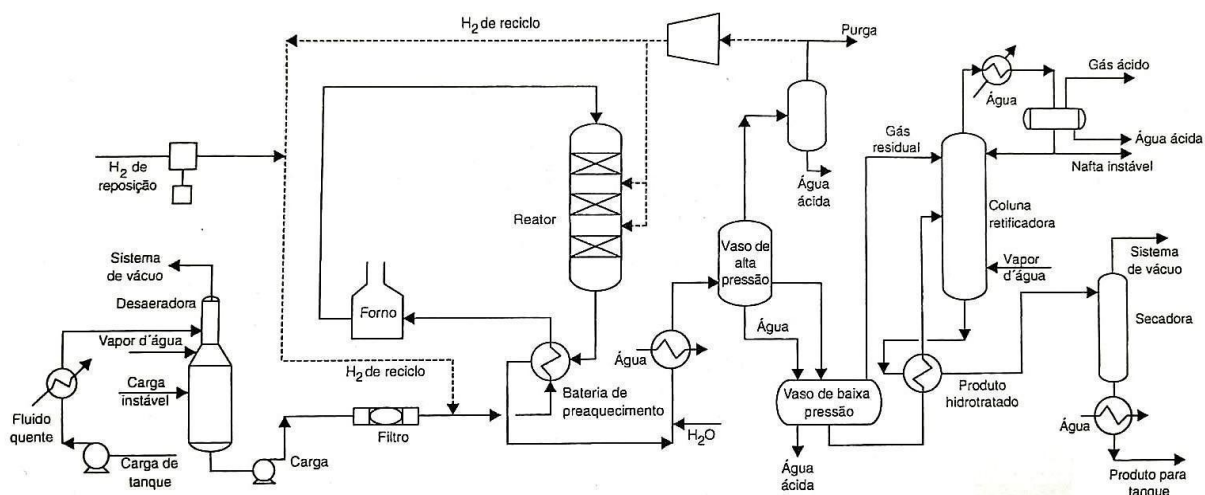 H2 de reciclo
Purga
Água
Gás ácido
Água ácida
Nafta instável
Gás
residual
H2 de
reposição
Água
ácida
Reator
Coluna
retificadora
Vaso de
alta
pressão
Sistema
de vácuo
Desaeradora
Forno
Vapor
d´água
Sistema
de vácuo
Secadora
Vapor d´água
Água
Água
H2 de reciclo
Carga
instável
Bateria de
preaquecimento
Vaso de baixa
pressão
Produto
hidrotratado
Fluido
quente
Filtro
H2O
Água
Carga de
tanque
Carga
Água
ácida
Produto para
tanque